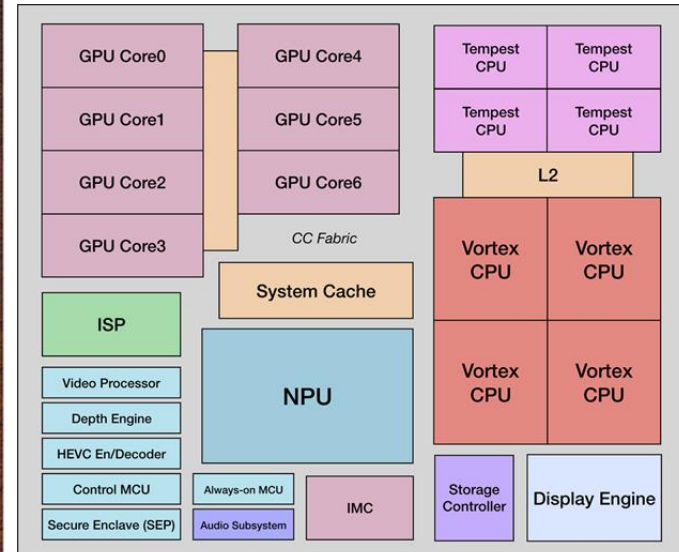 GPU Core0
GPU Core1
GPU Core2
GPU Core3
GPU Core4
GPU Core5
GPU Core6
CC Fabric
System Cache
Tempest
CPU
Tempest
CPU
Tempest
CPU
Tempest
CPU
L2
Vortex
CPU
Vortex
CPU
Vortex
CPU
Vortex
CPU
ISP
NPU
Video Processor
Depth Engine
HEVC En/Decoder
Control MCU
Secure Enclave (SEP)
Always-on MCU
Audio Subsystem
IMC
Storage
Controller
Display Engine